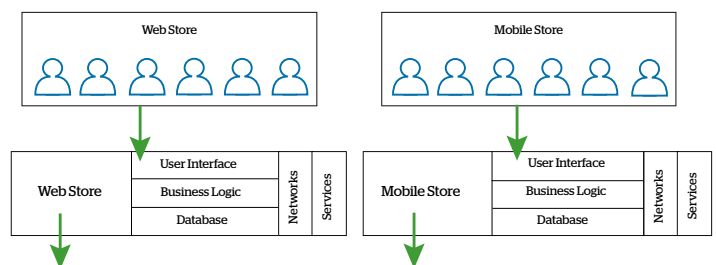 Web Store
Mobile Store
Web Store
User Interface
Business Logic
Database
Networks
Services
Mobile Store
User Interface
Business Logic
Database
Networks
Services